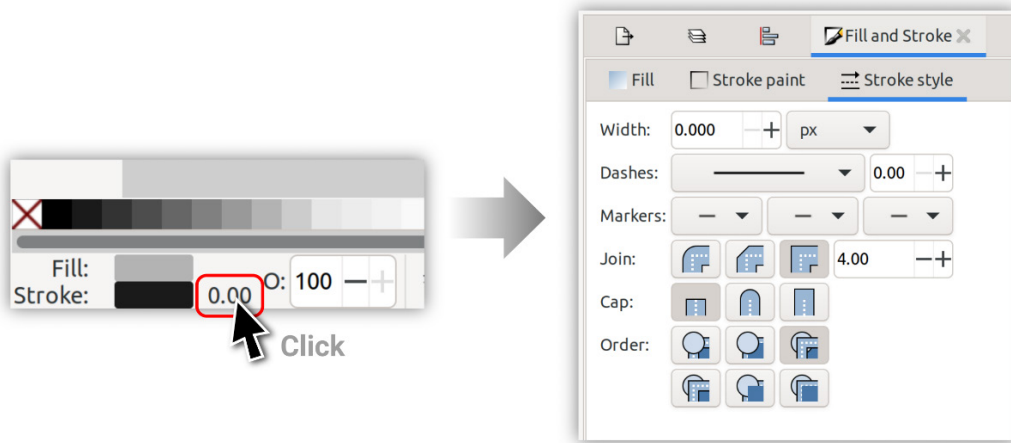 Fill and Stroke
Fill
Stroke paint
Stroke style
Width:
0.000
px
Dashes:
0.00
Markers:
Join:
4.00
Cap:
Order:
Fill:
Stroke:
0.00
O:
100
Click